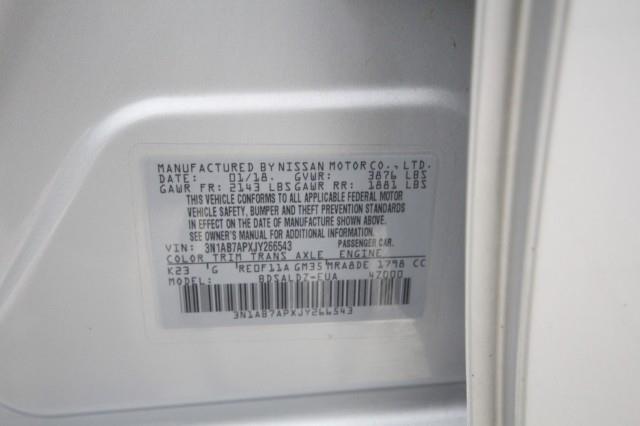 MANUFACTURED BY NISSAN MOTOR CO., LTD.
DATE: 01/18. GVWR: 3876 LBS
GAWR FR: 2143 LBS GAWR RR: 1881 LBS
THIS VEHICLE CONFORMS TO ALL APPLICABLE FEDERAL MOTOR
VEHICLE SAFETY, BUMPER AND THEFT PREVENTION STANDARDS
IN EFFECT ON THE DATE OF MANUFACTURE SHOWN ABOVE.
SEE OWNER'S MANUAL FOR ADDITIONAL INFORMATION.
VIN: 3N1AB7APXJY266543 PASSENGER CAR.
COLOR TRIM TRANS AXLE ENGINE
K23 G RE0F11A GM35 MRA8DE 1798 CC
MODEL: BDSALDZ-EUA 47000
3N1AB7APXJY266543